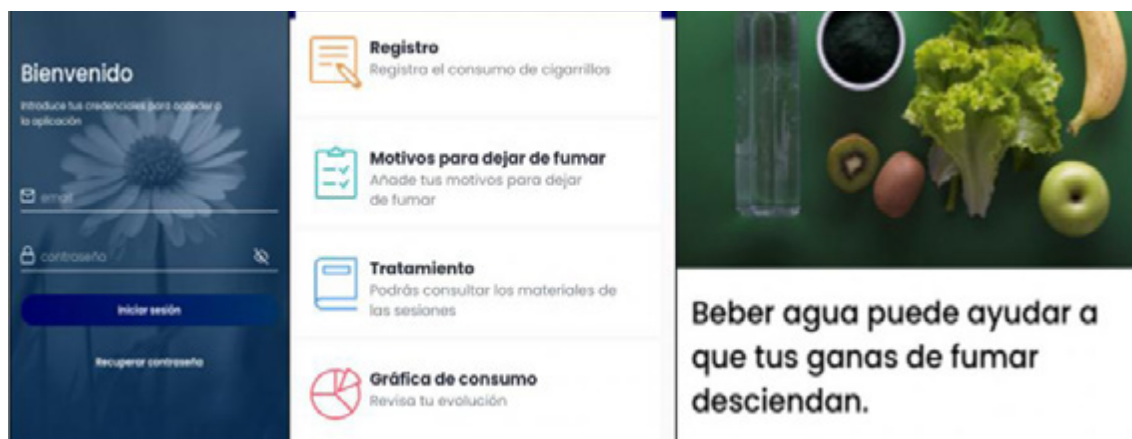 Bienvenido
Introduce tus credenciales para acceder a
la aplicación
email
contraseña
Iniciar sesión
Recuperar contraseña
Registro
Registra el consumo de cigarrillos
Motivos para dejar de fumar
Añade tus motivos para dejar
de fumar
Tratamiento
Podrás consultar los materiales de
las sesiones
Gráfica de consumo
Revisa tu evolución
Beber agua puede ayudar a
que tus ganas de fumar
desciendan.